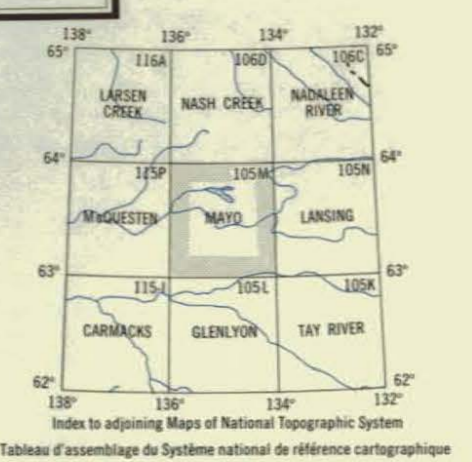 138° 136° 134° 132°
65° 116A 106D 106C 65°
LARSEN CREEK NASH CREEK NADALEEN RIVER
64° 115P 105M 105N 64°
McQUESTEN MAYO LANSING
63° 115-I 105L 105K 63°
CARMACKS GLENLYON TAY RIVER
62° 62°
138° 136° 134° 132°
Index to adjoining Maps of National Topographic System
Tableau d'assemblage du Système national de référence cartographique